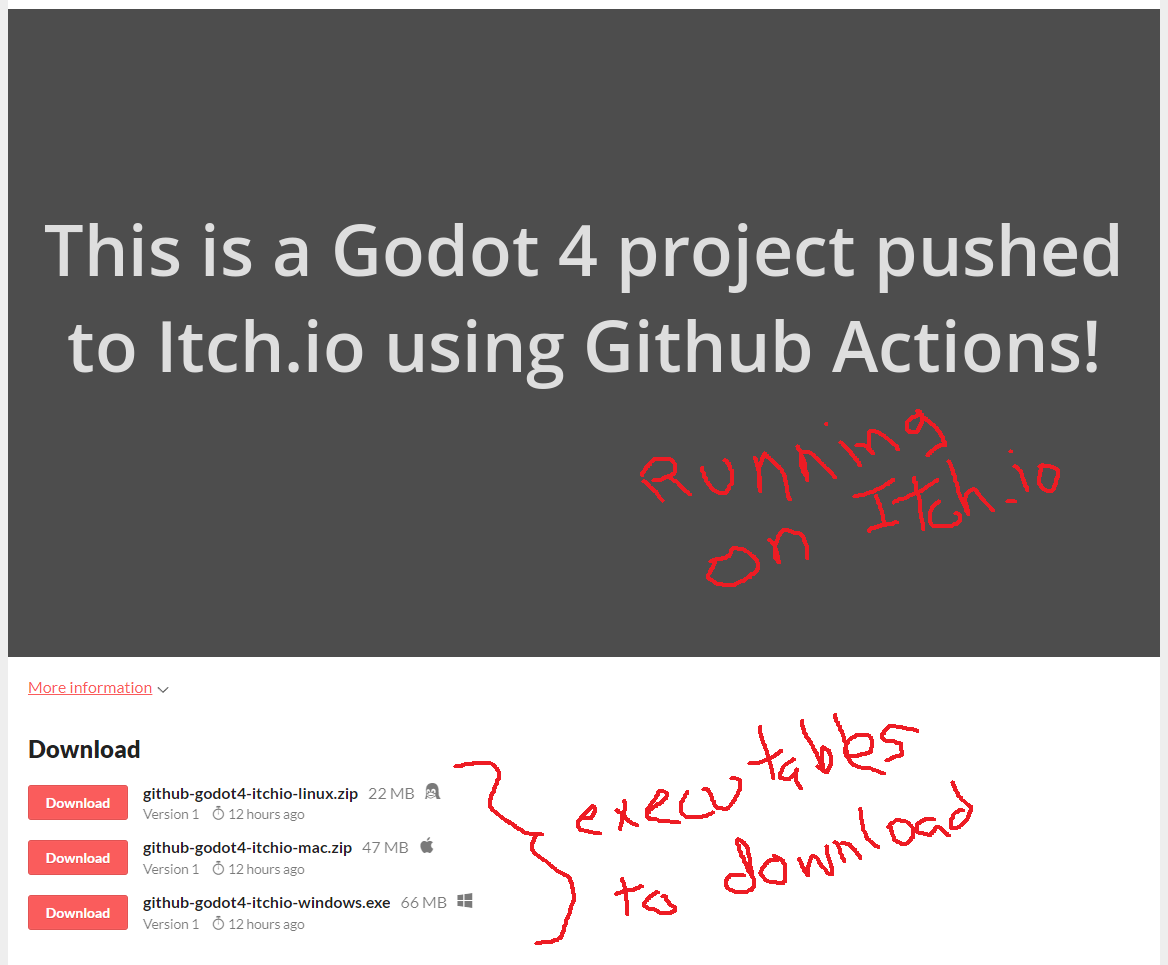 This is a Godot 4 project pushed
to Itch.io using Github Actions!
Running
on Itch.io
More information
Download
Download github-godot4-itchio-linux.zip 22 MB
Version 1 12 hours ago
Download github-godot4-itchio-mac.zip 47 MB
Version 1 12 hours ago
Download github-godot4-itchio-windows.exe 66 MB
Version 1 12 hours ago
executables
to download